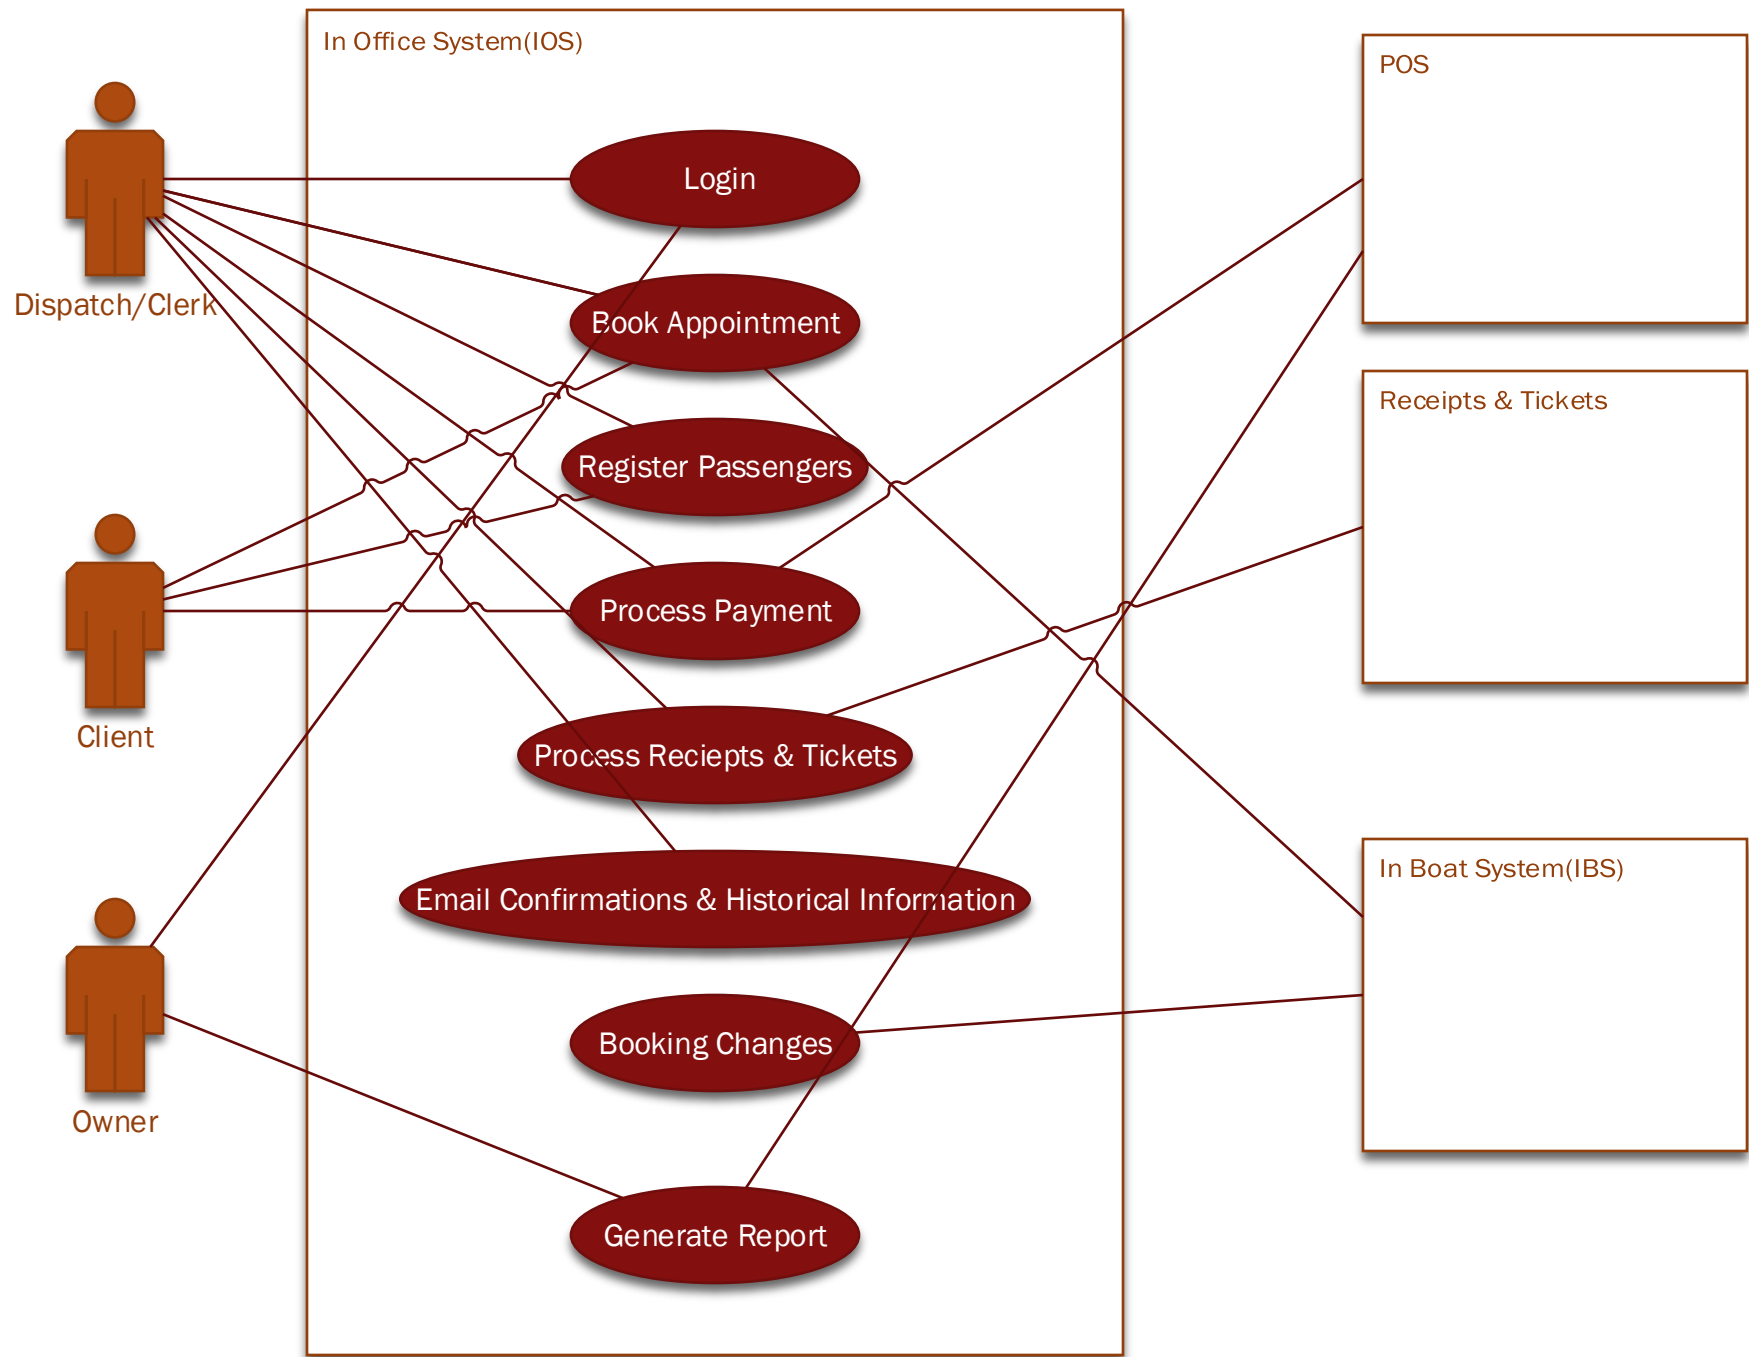 In Office System(IOS)
POS
Login
Dispatch/Clerk
Book Appointment
Receipts & Tickets
Register Passengers
Process Payment
Client
Process Reciepts & Tickets
In Boat System(IBS)
Email Confirmations & Historical Information
Booking Changes
Owner
Generate Report